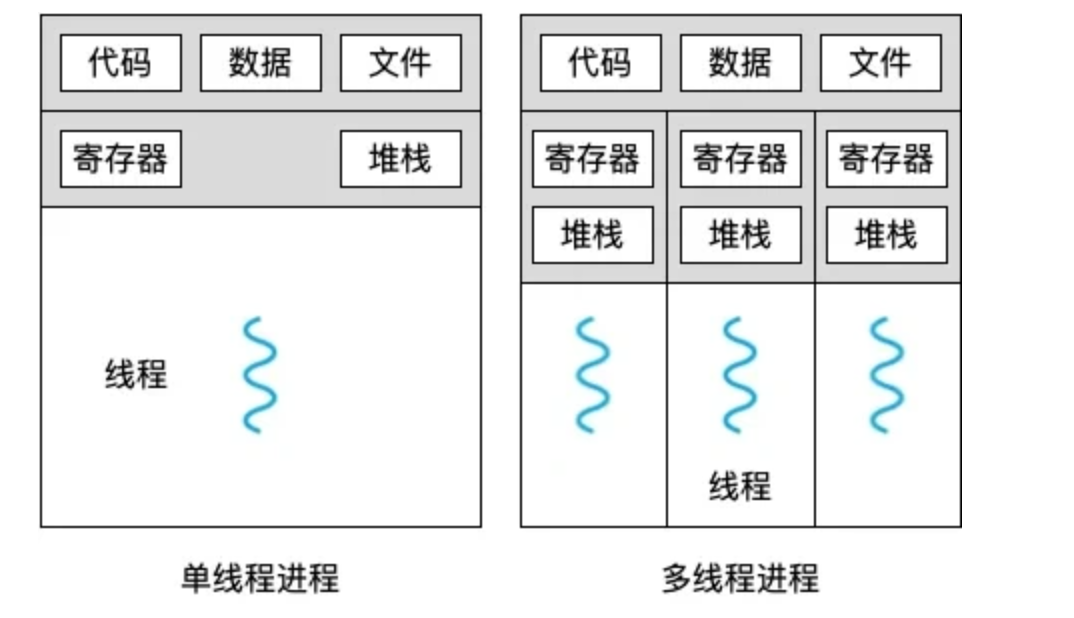 代码 数据 文件
寄存器 堆栈
线程
单线程进程
代码 数据 文件
寄存器 寄存器 寄存器
堆栈 堆栈 堆栈
线程
多线程进程